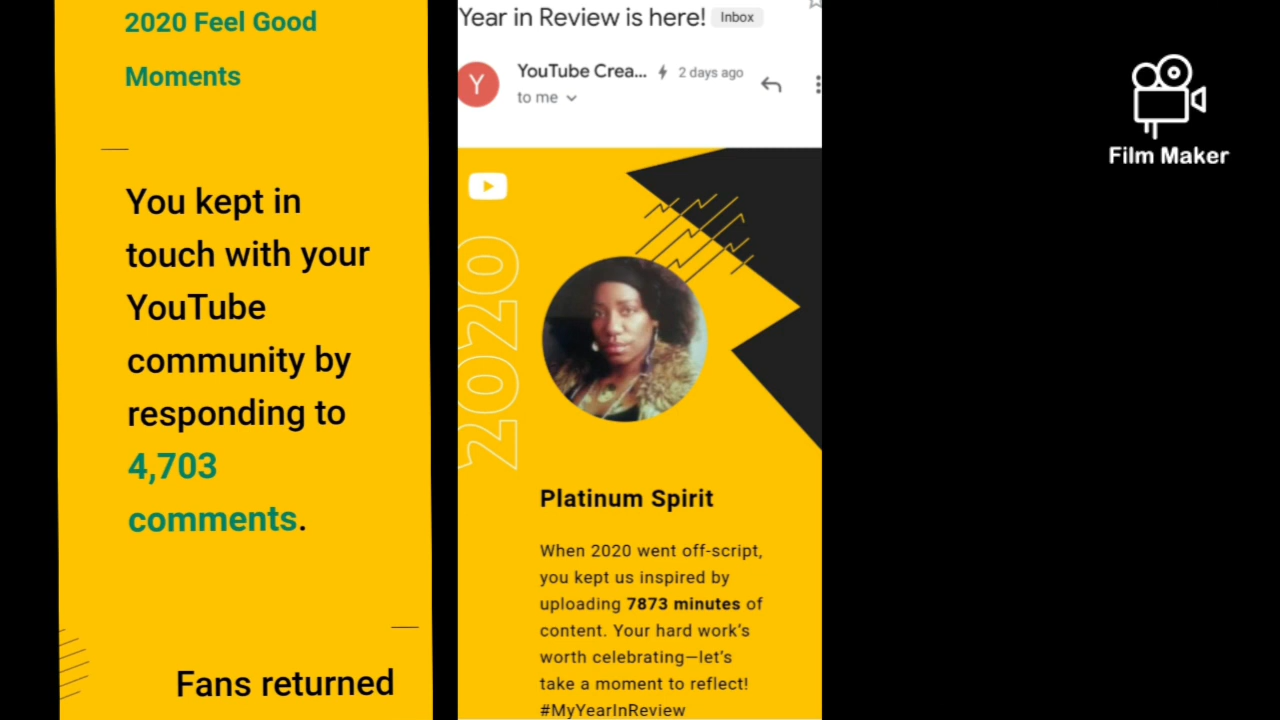 2020 Feel Good
Moments
You kept in
touch with your
YouTube
community by
responding to
4,703
comments.
Fans returned
Year in Review is here! Inbox
Y
YouTube Crea... 2 days ago
to me
2020
Platinum Spirit
When 2020 went off-script,
you kept us inspired by
uploading 7873 minutes of
content. Your hard work's
worth celebrating—let's
take a moment to reflect!
#MyYearInReview
Film Maker